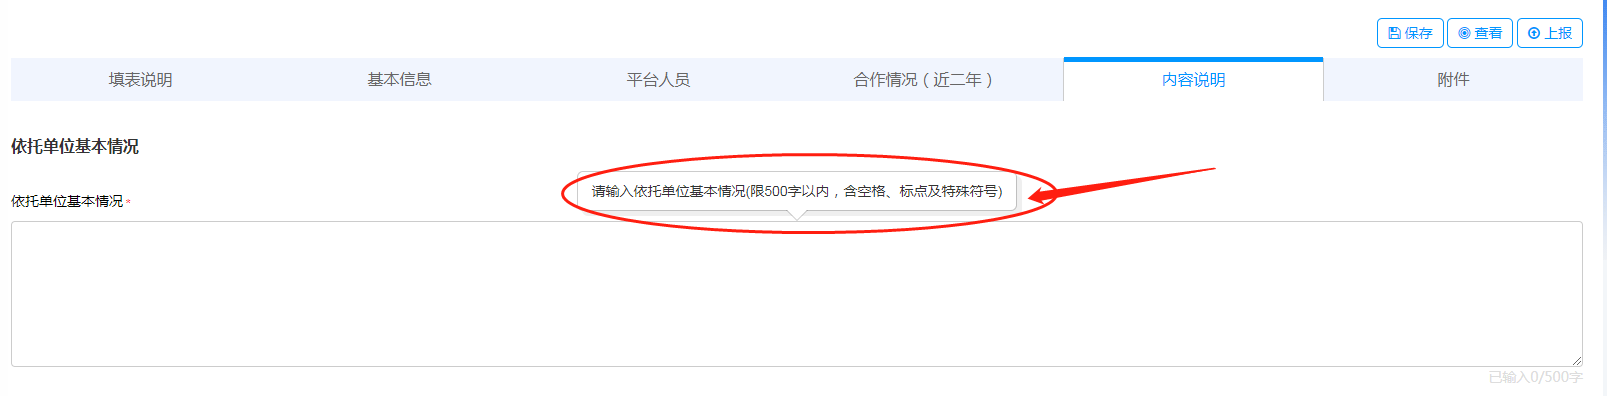 保存 查看 上报
填表说明 基本信息 平台人员 合作情况（近二年） 内容说明 附件
依托单位基本情况
请输入依托单位基本情况(限500字以内，含空格、标点及特殊符号)
依托单位基本情况*
已输入0/500字